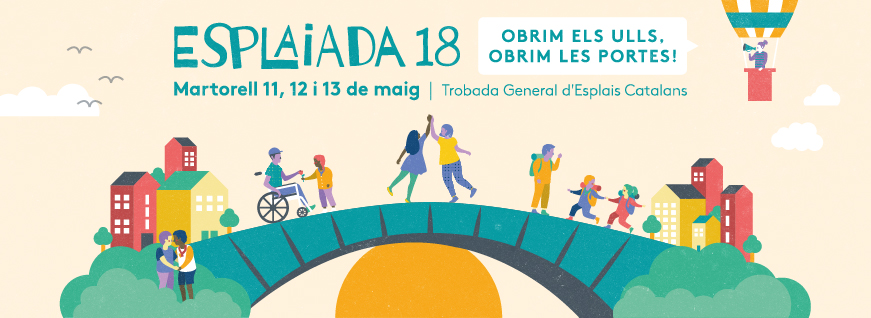 ESPLAiADA 18
OBRIM ELS ULLS,
OBRIM LES PORTES!
Martorell 11, 12 i 13 de maig | Trobada General d'Esplais Catalans